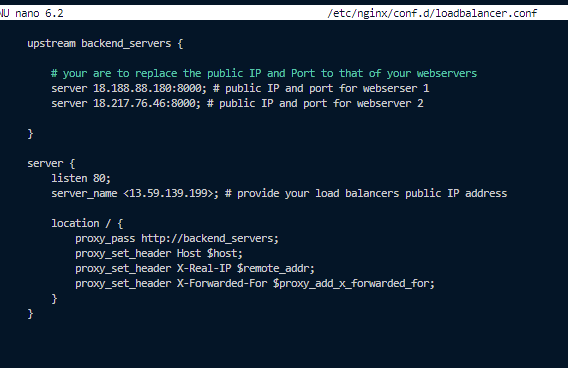 NU nano 6.2 /etc/nginx/conf.d/loadbalancer.conf
upstream backend_servers {
# your are to replace the public IP and Port to that of your webservers
server 18.188.88.180:8000; # public IP and port for webserser 1
server 18.217.76.46:8000; # public IP and port for webserver 2
}
server {
listen 80;
server_name <13.59.139.199>; # provide your load balancers public IP address
location / {
proxy_pass http://backend_servers;
proxy_set_header Host $host;
proxy_set_header X-Real-IP $remote_addr;
proxy_set_header X-Forwarded-For $proxy_add_x_forwarded_for;
}
}